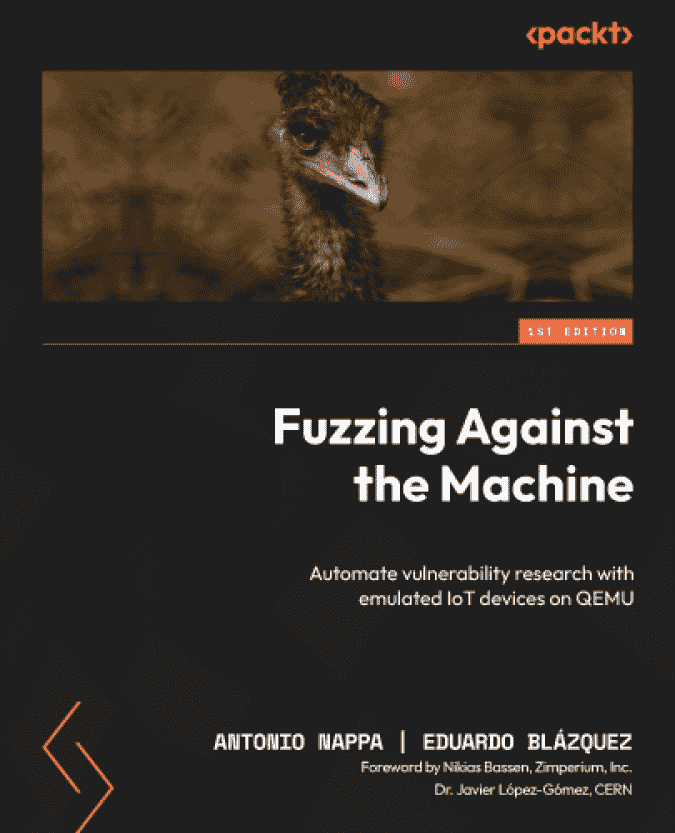 <packt>
1ST EDITION
Fuzzing Against
the Machine
Automate vulnerability research with
emulated IoT devices on QEMU
ANTONIO NAPPA | EDUARDO BLÁZQUEZ
Foreword by Nikias Bassen, Zimperium, Inc.
Dr. Javier López-Gómez, CERN